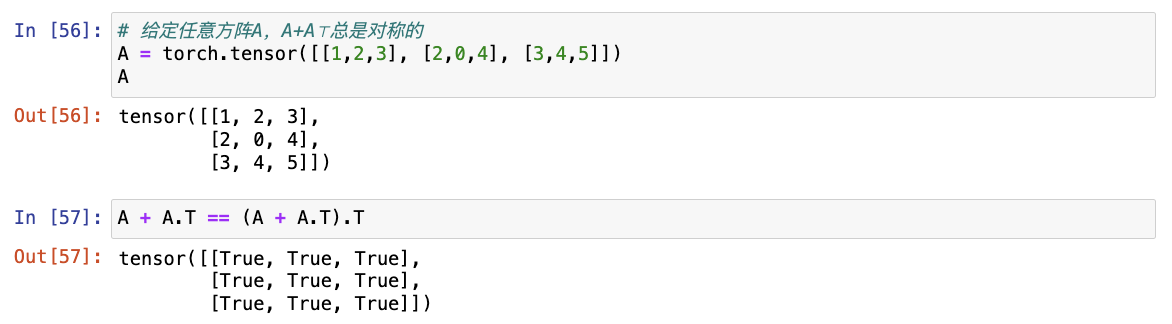 In [56]: # 给定任意方阵A, A+A⊤总是对称的
A = torch.tensor([[1,2,3], [2,0,4], [3,4,5]])
A
Out[56]: tensor([[1, 2, 3],
[2, 0, 4],
[3, 4, 5]])
In [57]: A + A.T == (A + A.T).T
Out[57]: tensor([[True, True, True],
[True, True, True],
[True, True, True]])